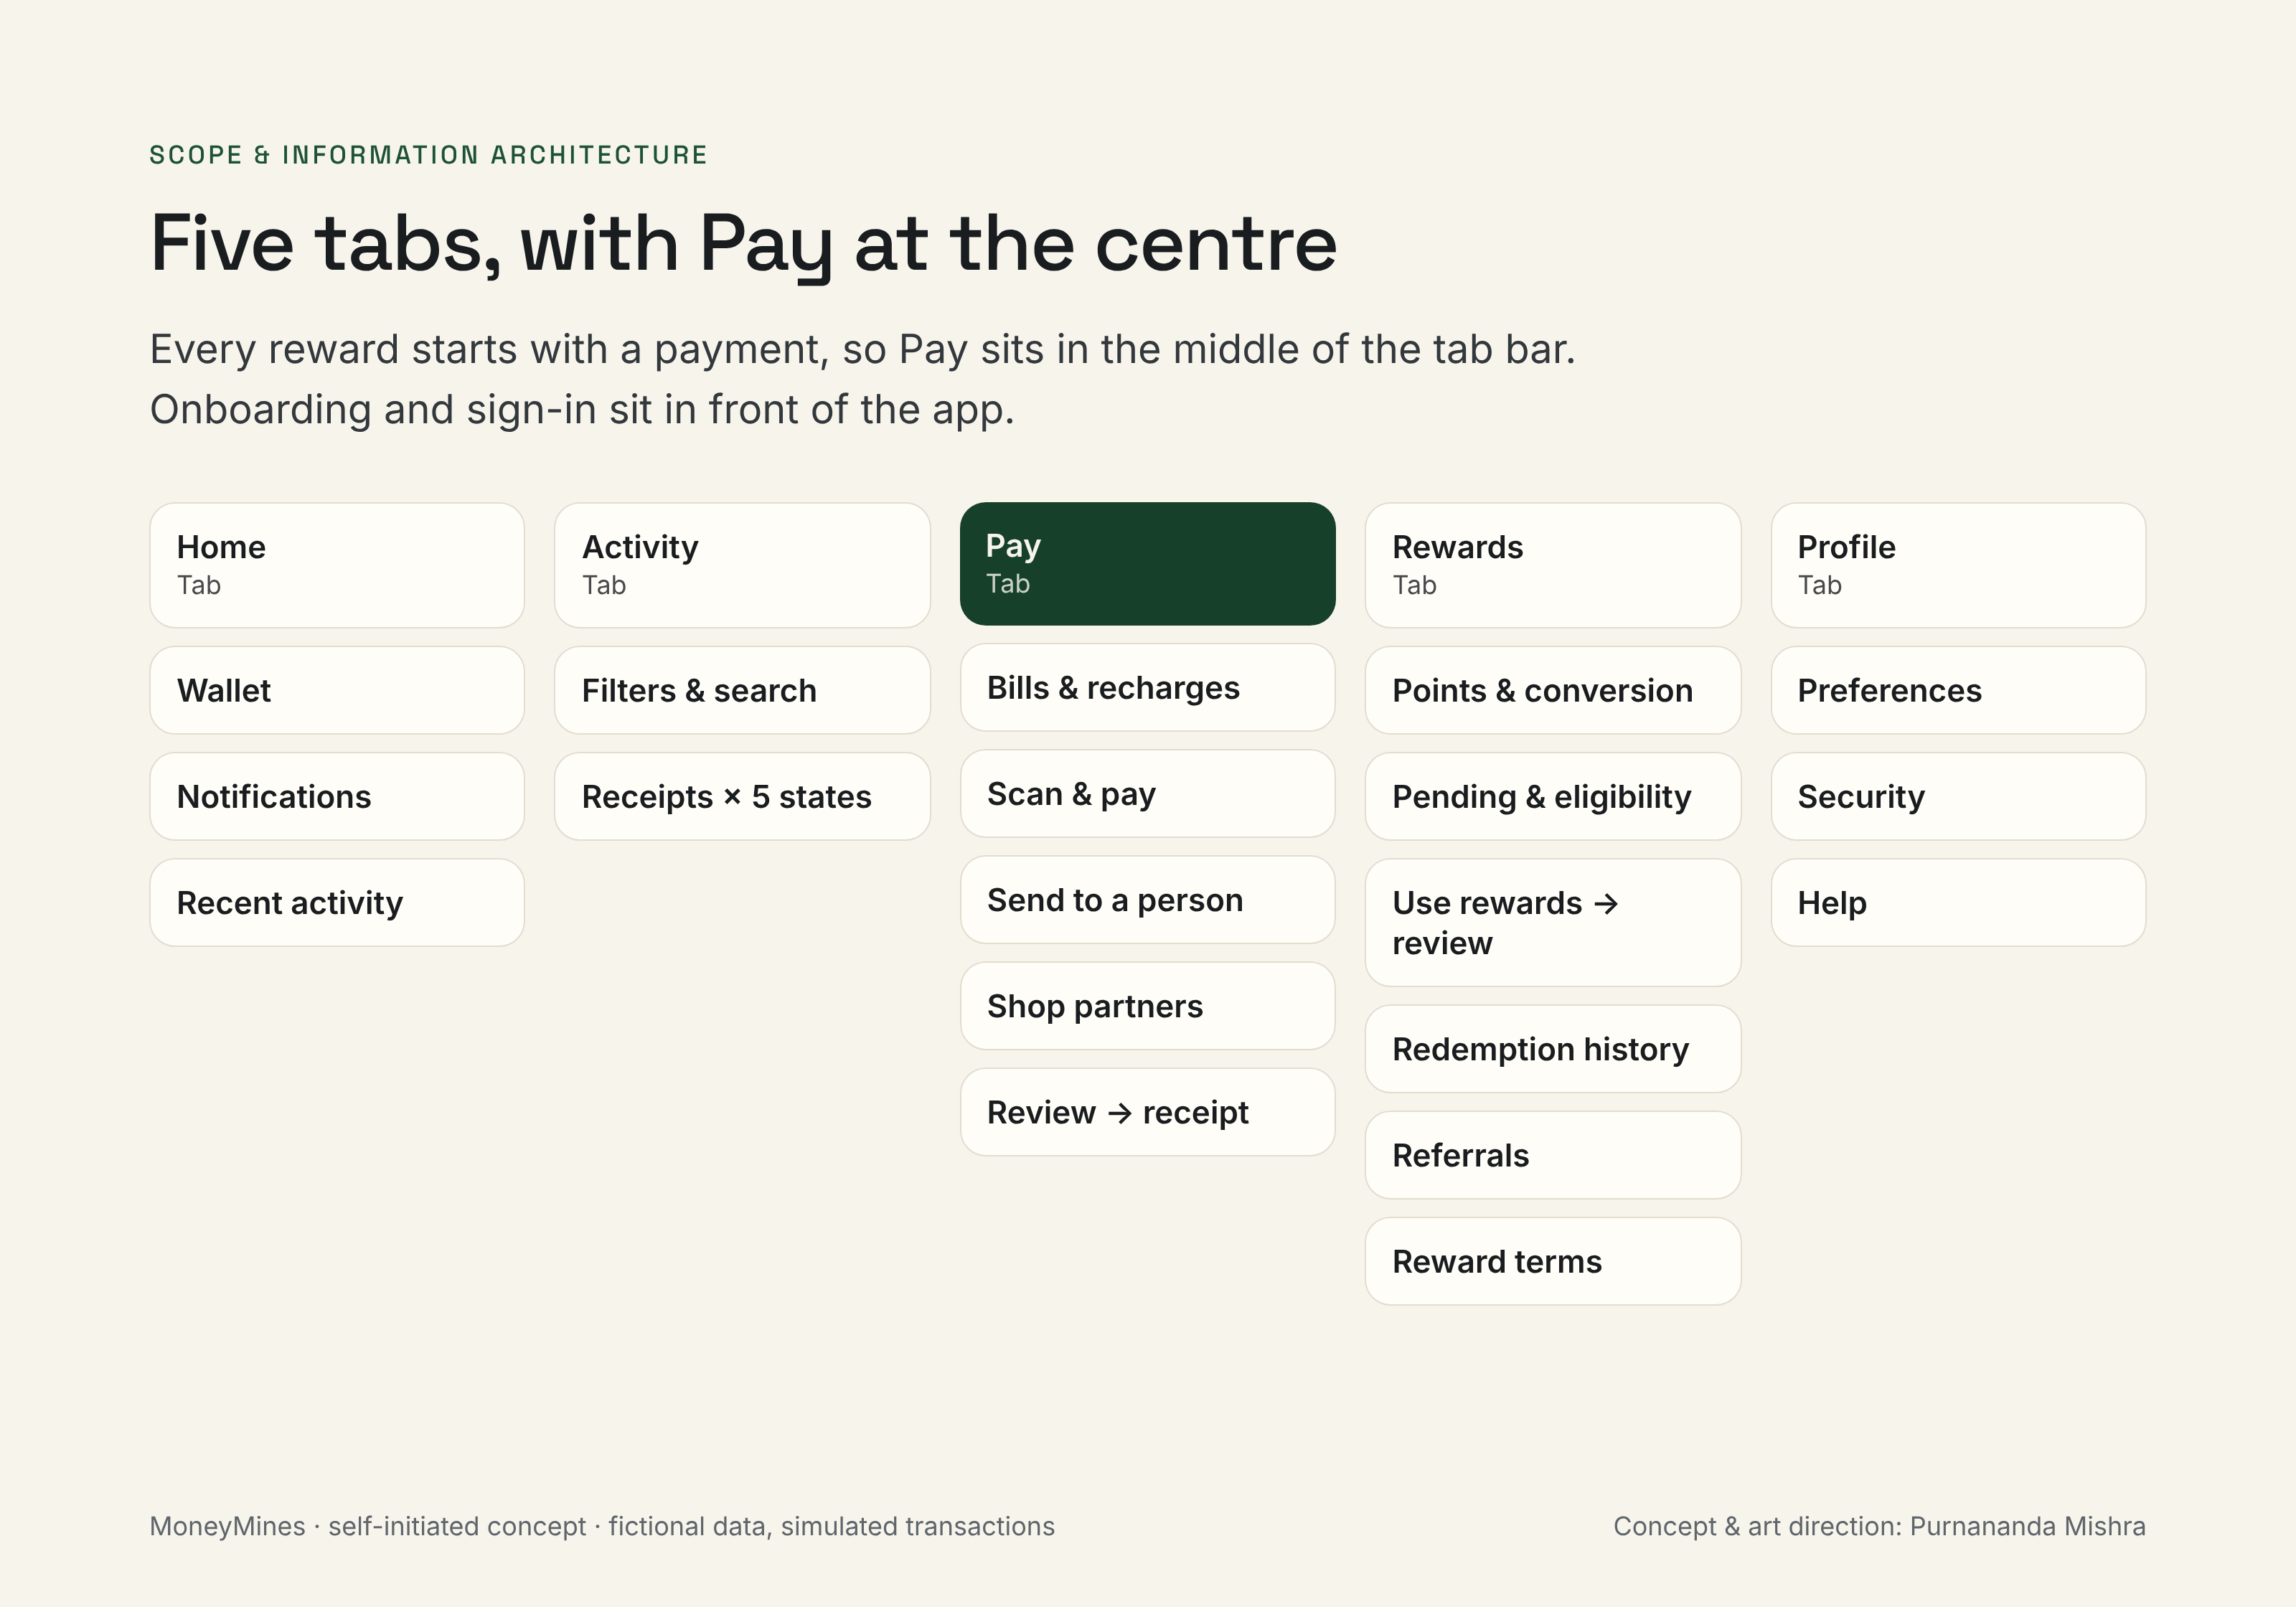 SCOPE & INFORMATION ARCHITECTURE
Five tabs, with Pay at the centre
Every reward starts with a payment, so Pay sits in the middle of the tab bar.
Onboarding and sign-in sit in front of the app.
Home
Tab
Wallet
Notifications
Recent activity
Activity
Tab
Filters & search
Receipts × 5 states
Pay
Tab
Bills & recharges
Scan & pay
Send to a person
Shop partners
Review → receipt
Rewards
Tab
Points & conversion
Pending & eligibility
Use rewards →
review
Redemption history
Referrals
Reward terms
Profile
Tab
Preferences
Security
Help
MoneyMines · self-initiated concept · fictional data, simulated transactions
Concept & art direction: Purnananda Mishra